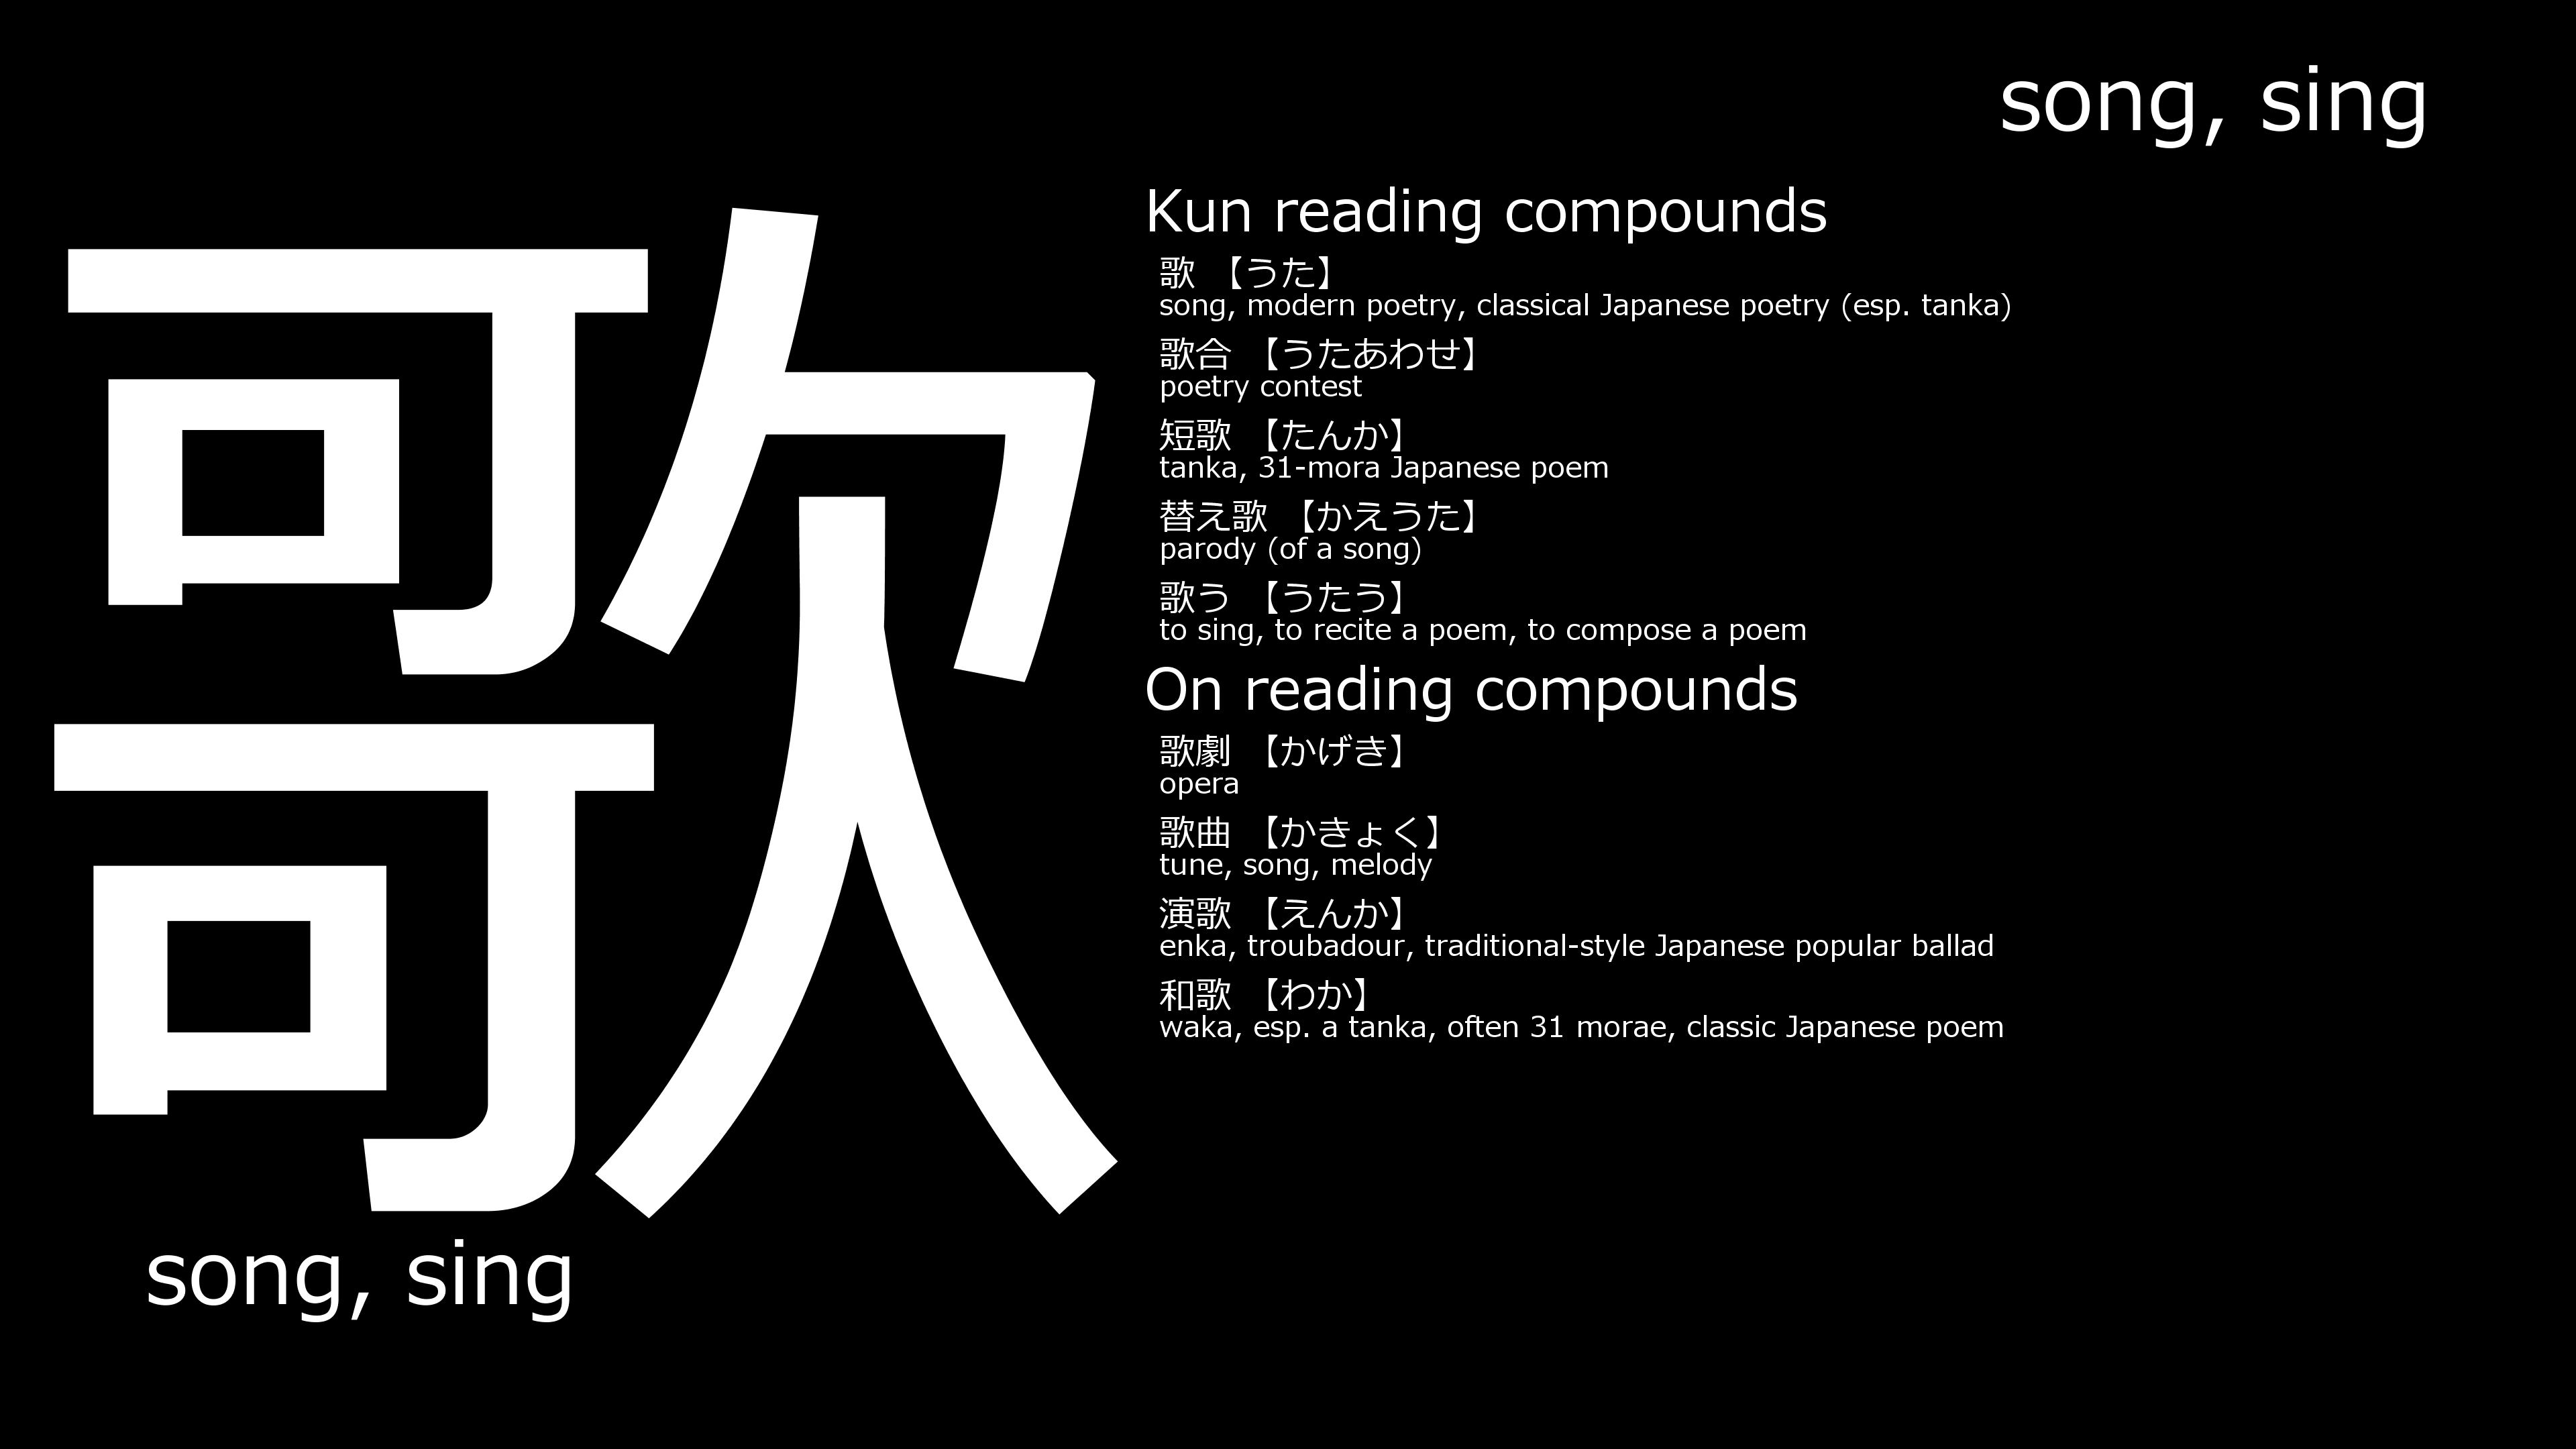 song, sing
歌
song, sing
Kun reading compounds
歌 【うた】
song, modern poetry, classical Japanese poetry (esp. tanka)
歌合 【うたあわせ】
poetry contest
短歌 【たんか】
tanka, 31-mora Japanese poem
替え歌 【かえうた】
parody (of a song)
歌う 【うたう】
to sing, to recite a poem, to compose a poem
On reading compounds
歌劇 【かげき】
opera
歌曲 【かきょく】
tune, song, melody
演歌 【えんか】
enka, troubadour, traditional-style Japanese popular ballad
和歌 【わか】
waka, esp. a tanka, often 31 morae, classic Japanese poem